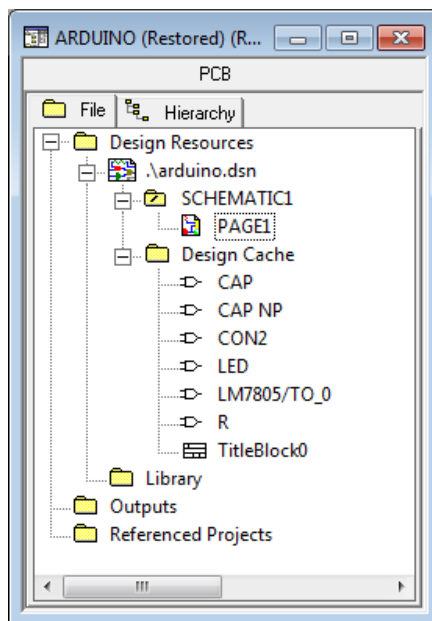 ARDUINO (Restored) (R...
PCB
File
Hierarchy
Design Resources
.\arduino.dsn
SCHEMATIC1
PAGE1
Design Cache
CAP
CAP NP
CON2
LED
LM7805/TO_0
R
TitleBlock0
Library
Outputs
Referenced Projects